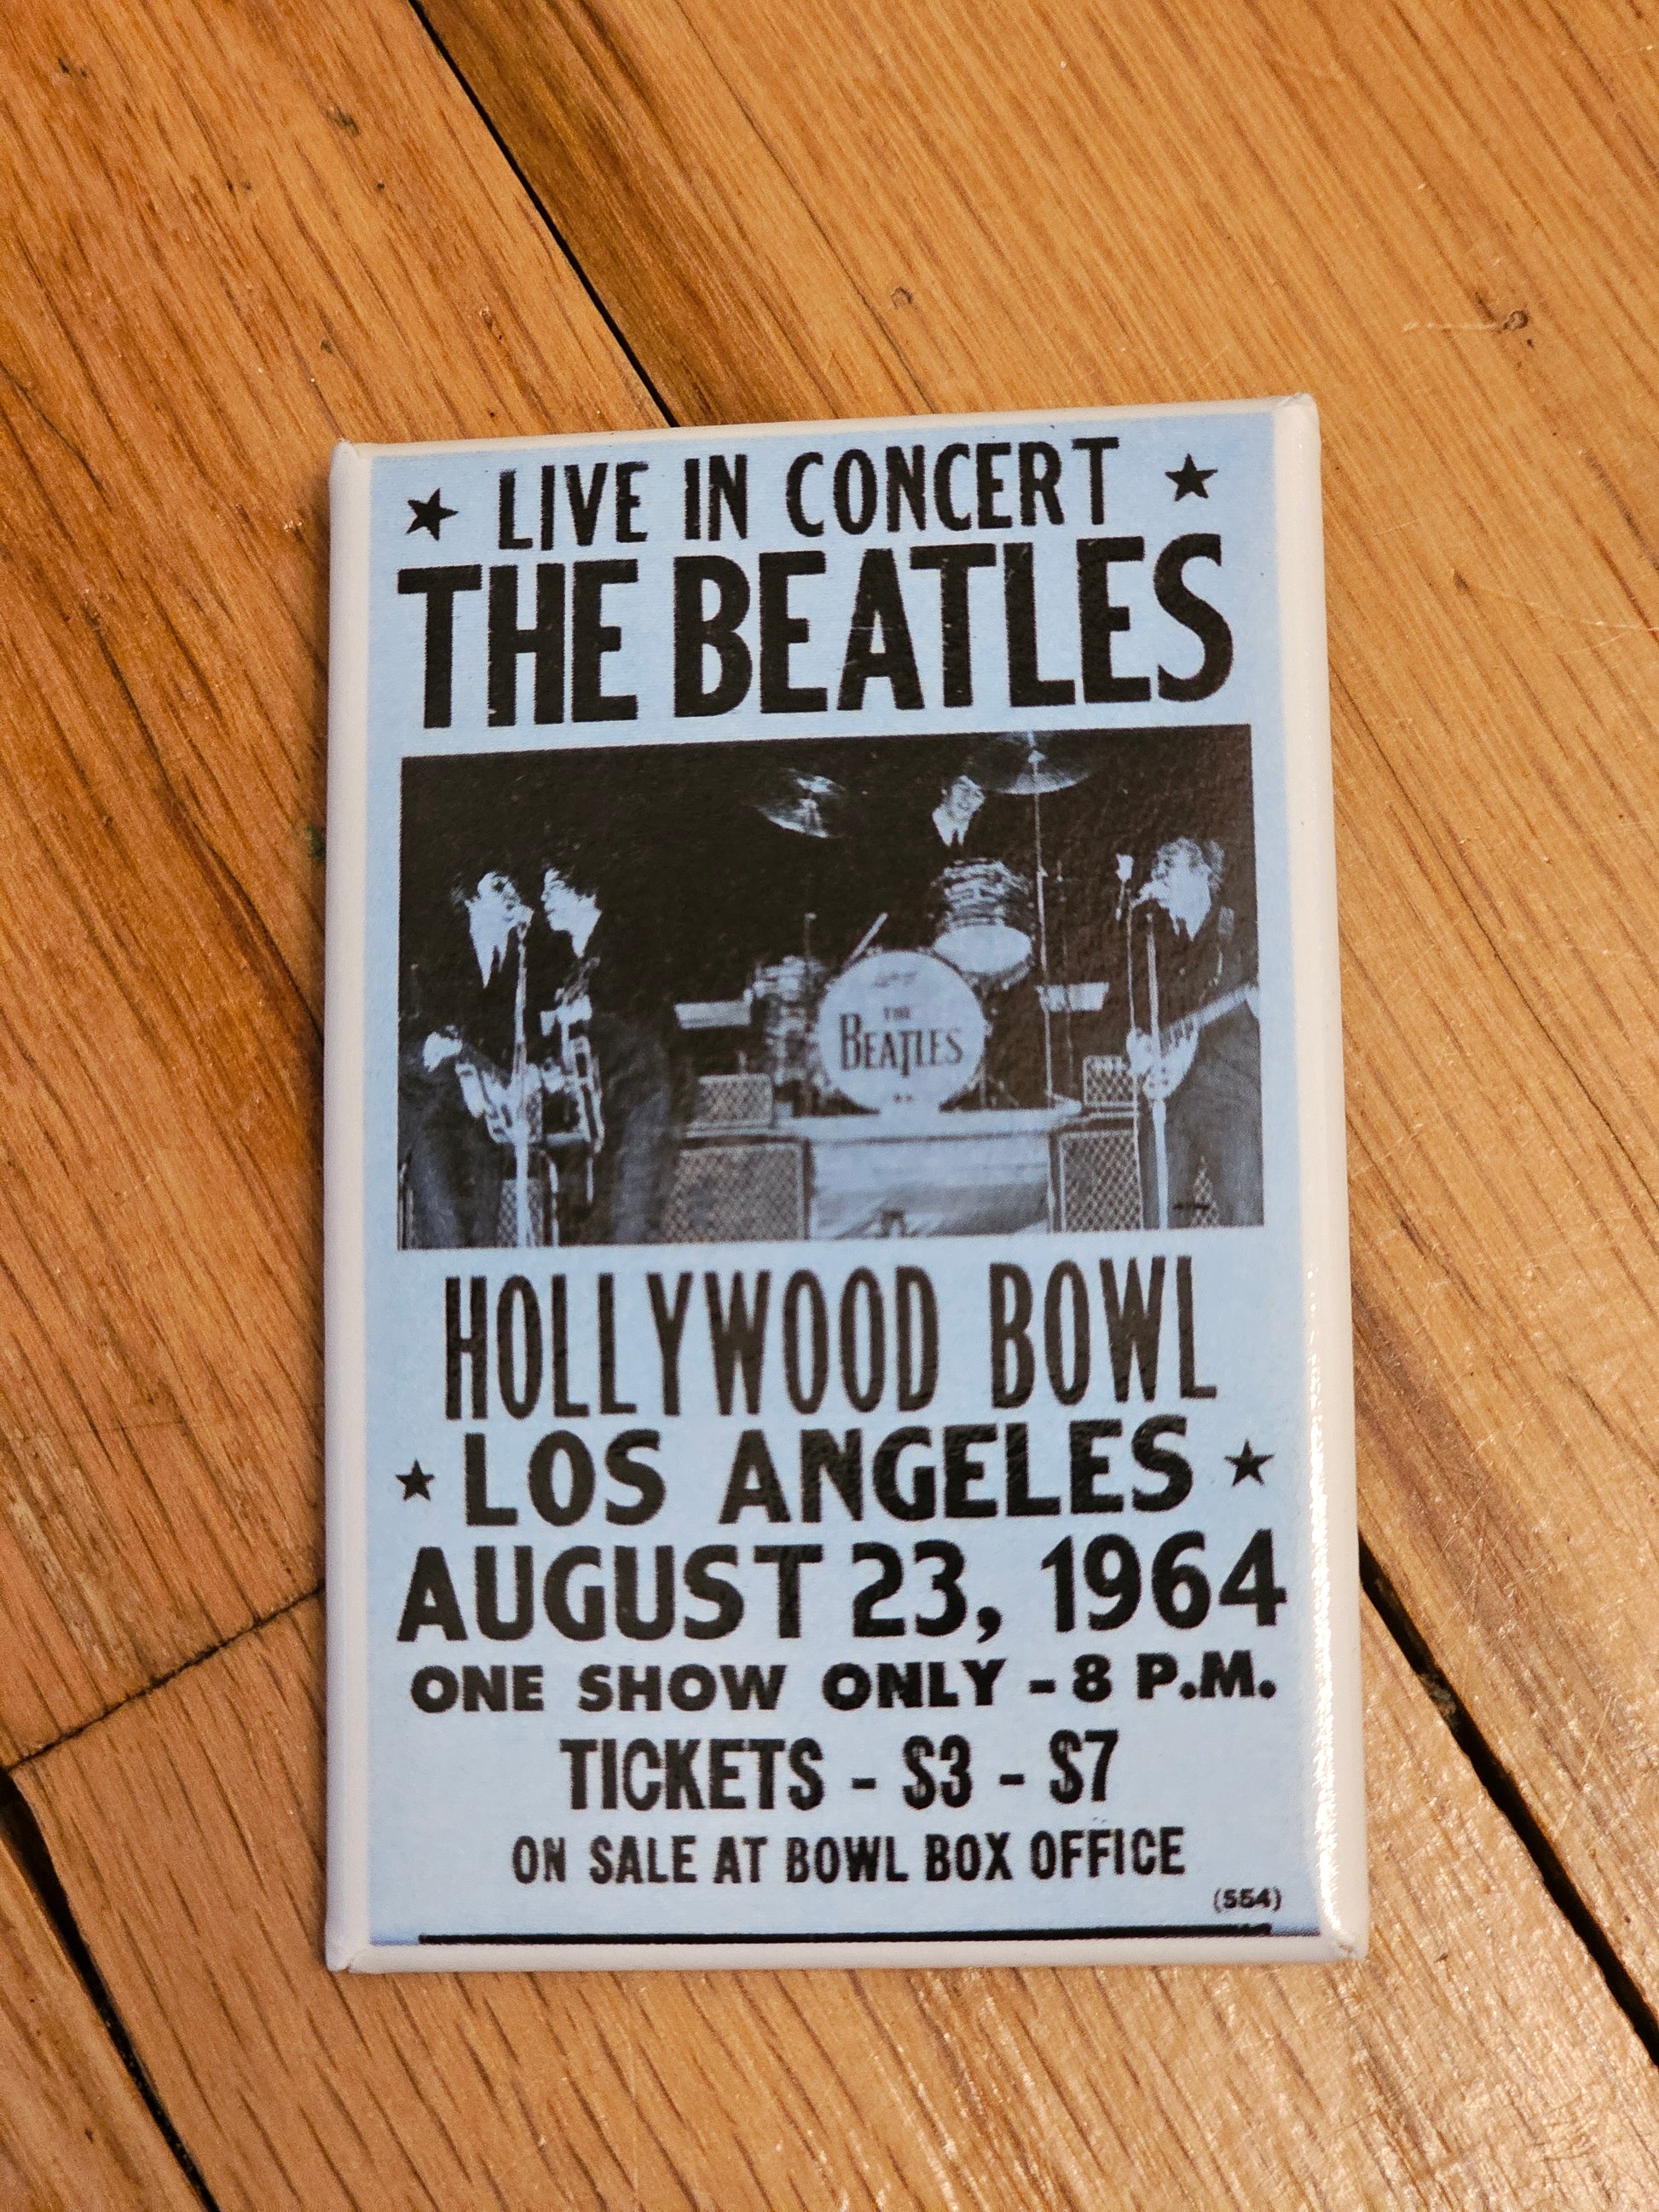 ★ LIVE IN CONCERT ★
THE BEATLES
THE
BEATLES
HOLLYWOOD BOWL
★ LOS ANGELES ★
AUGUST 23, 1964
ONE SHOW ONLY - 8 P.M.
TICKETS - $3 - $7
ON SALE AT BOWL BOX OFFICE
(554)